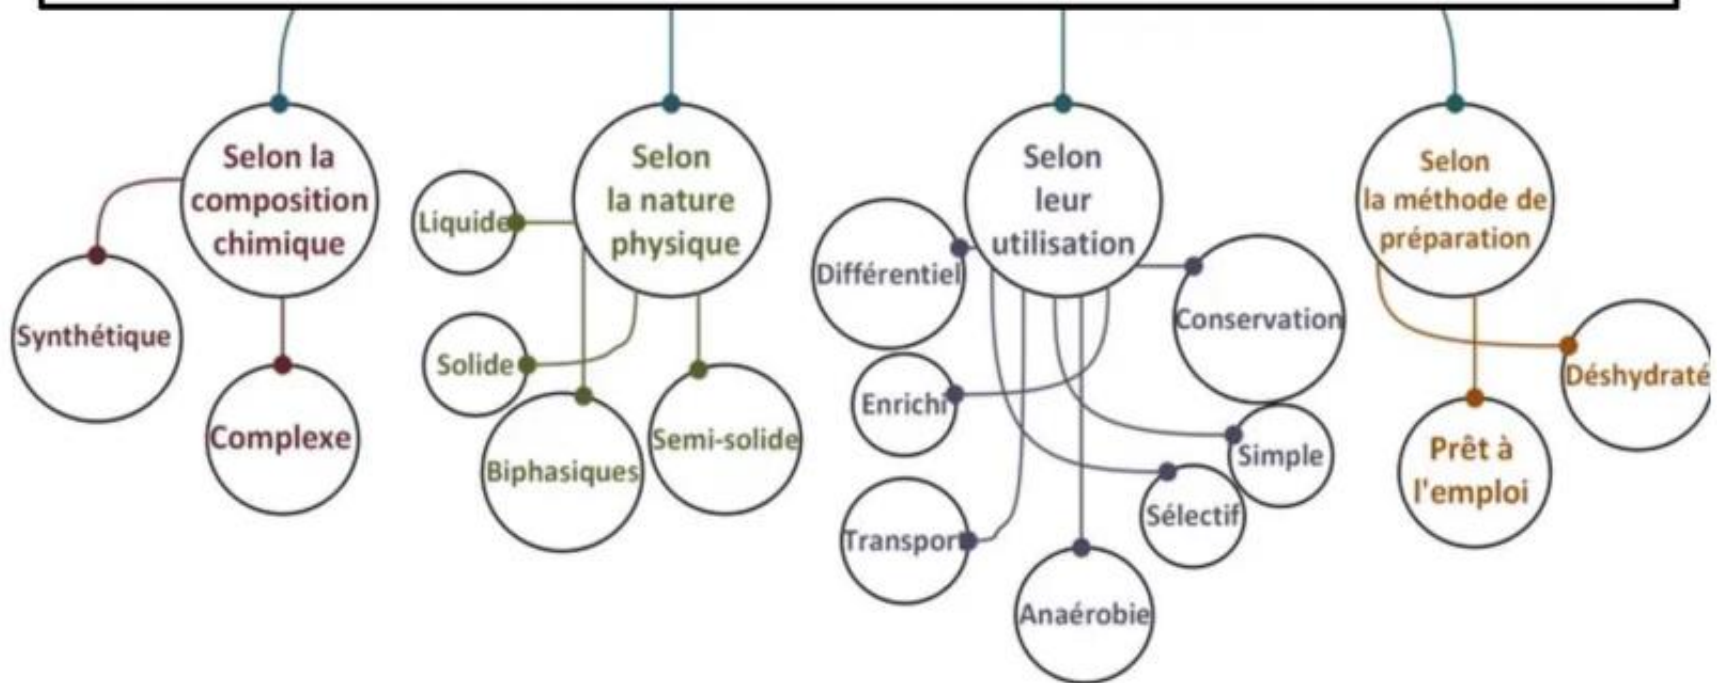 Selon la
composition
chimique
Synthétique
Complexe
Selon
la nature
physique
Liquide
Solide
Biphasiques
Semi-solide
Selon
leur
utilisation
Différentiel
Enrichi
Transport
Anaérobie
Sélectif
Simple
Conservation
Selon
la méthode de
préparation
Prêt à
l'emploi
Déshydraté